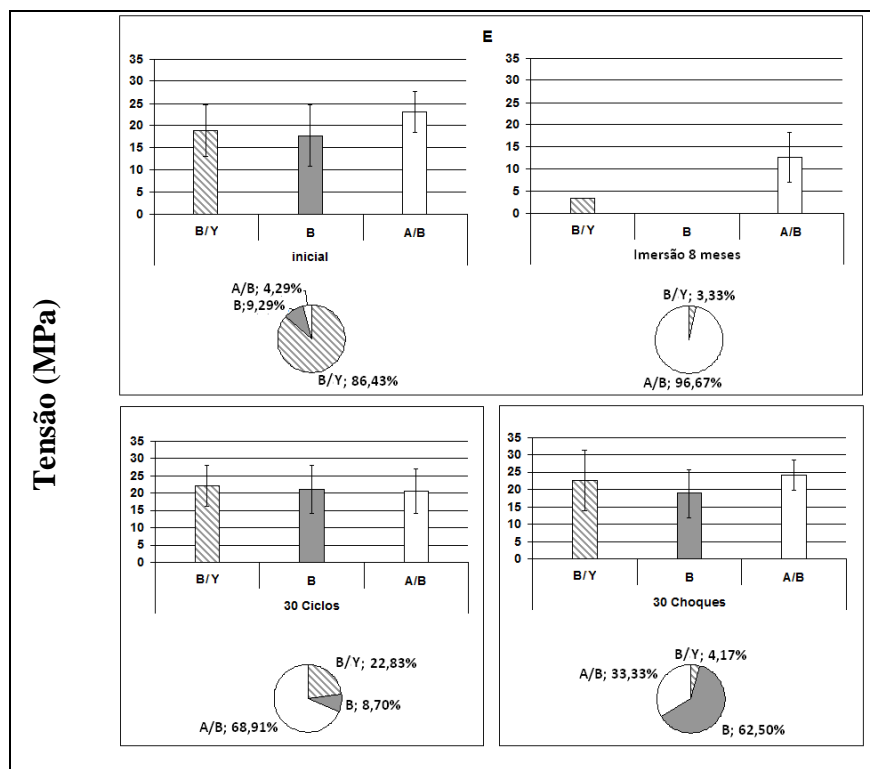 Tensão (MPa)
E
35
30
25
20
15
10
5
0
B/Y B A/B
inicial
A/B; 4,29%
B;9,29%
B/Y; 86,43%
35
30
25
20
15
10
5
0
B/Y B A/B
Imersão 8 meses
B/Y; 3,33%
A/B; 96,67%
35
30
25
20
15
10
5
0
B/Y B A/B
30 Ciclos
B/Y; 22,83%
B; 8,70%
A/B; 68,91%
35
30
25
20
15
10
5
0
B/Y B A/B
30 Choques
B/Y; 4,17%
A/B; 33,33%
B; 62,50%